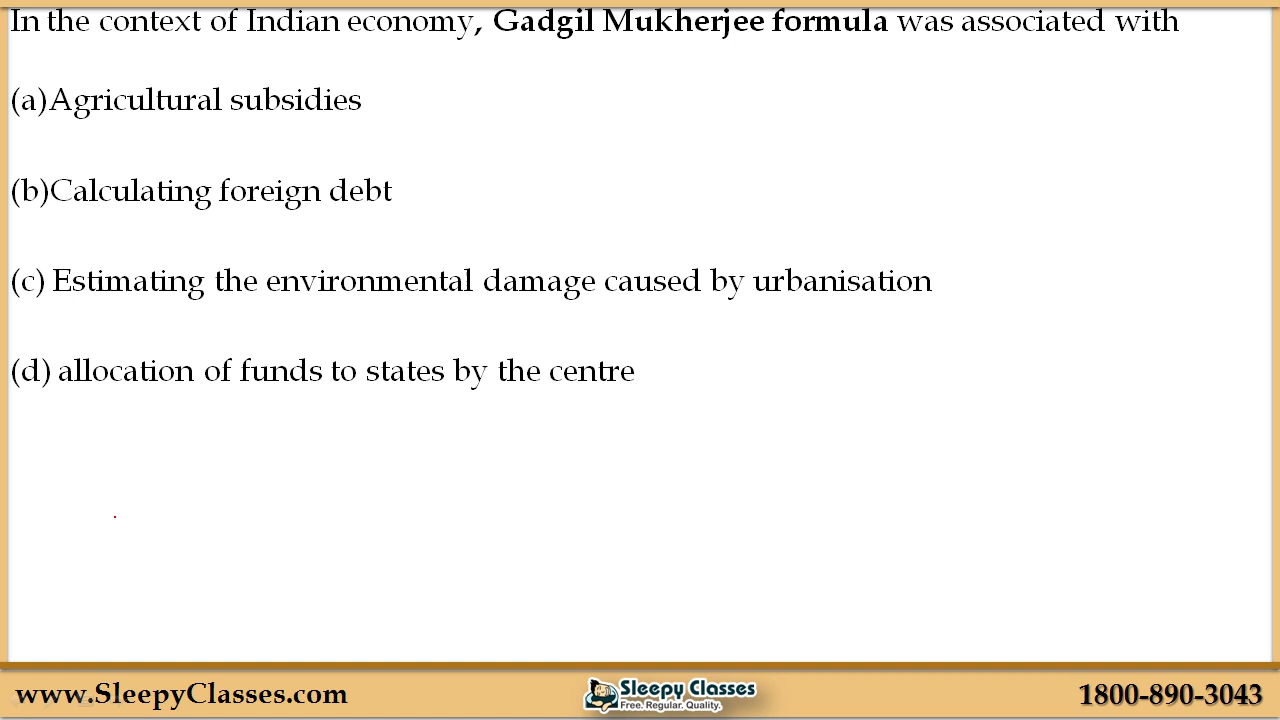 In the context of Indian economy, Gadgil Mukherjee formula was associated with
(a)Agricultural subsidies
(b)Calculating foreign debt
(c) Estimating the environmental damage caused by urbanisation
(d) allocation of funds to states by the centre
www.SleepyClasses.com
Sleepy Classes
Free. Regular. Quality.
1800-890-3043